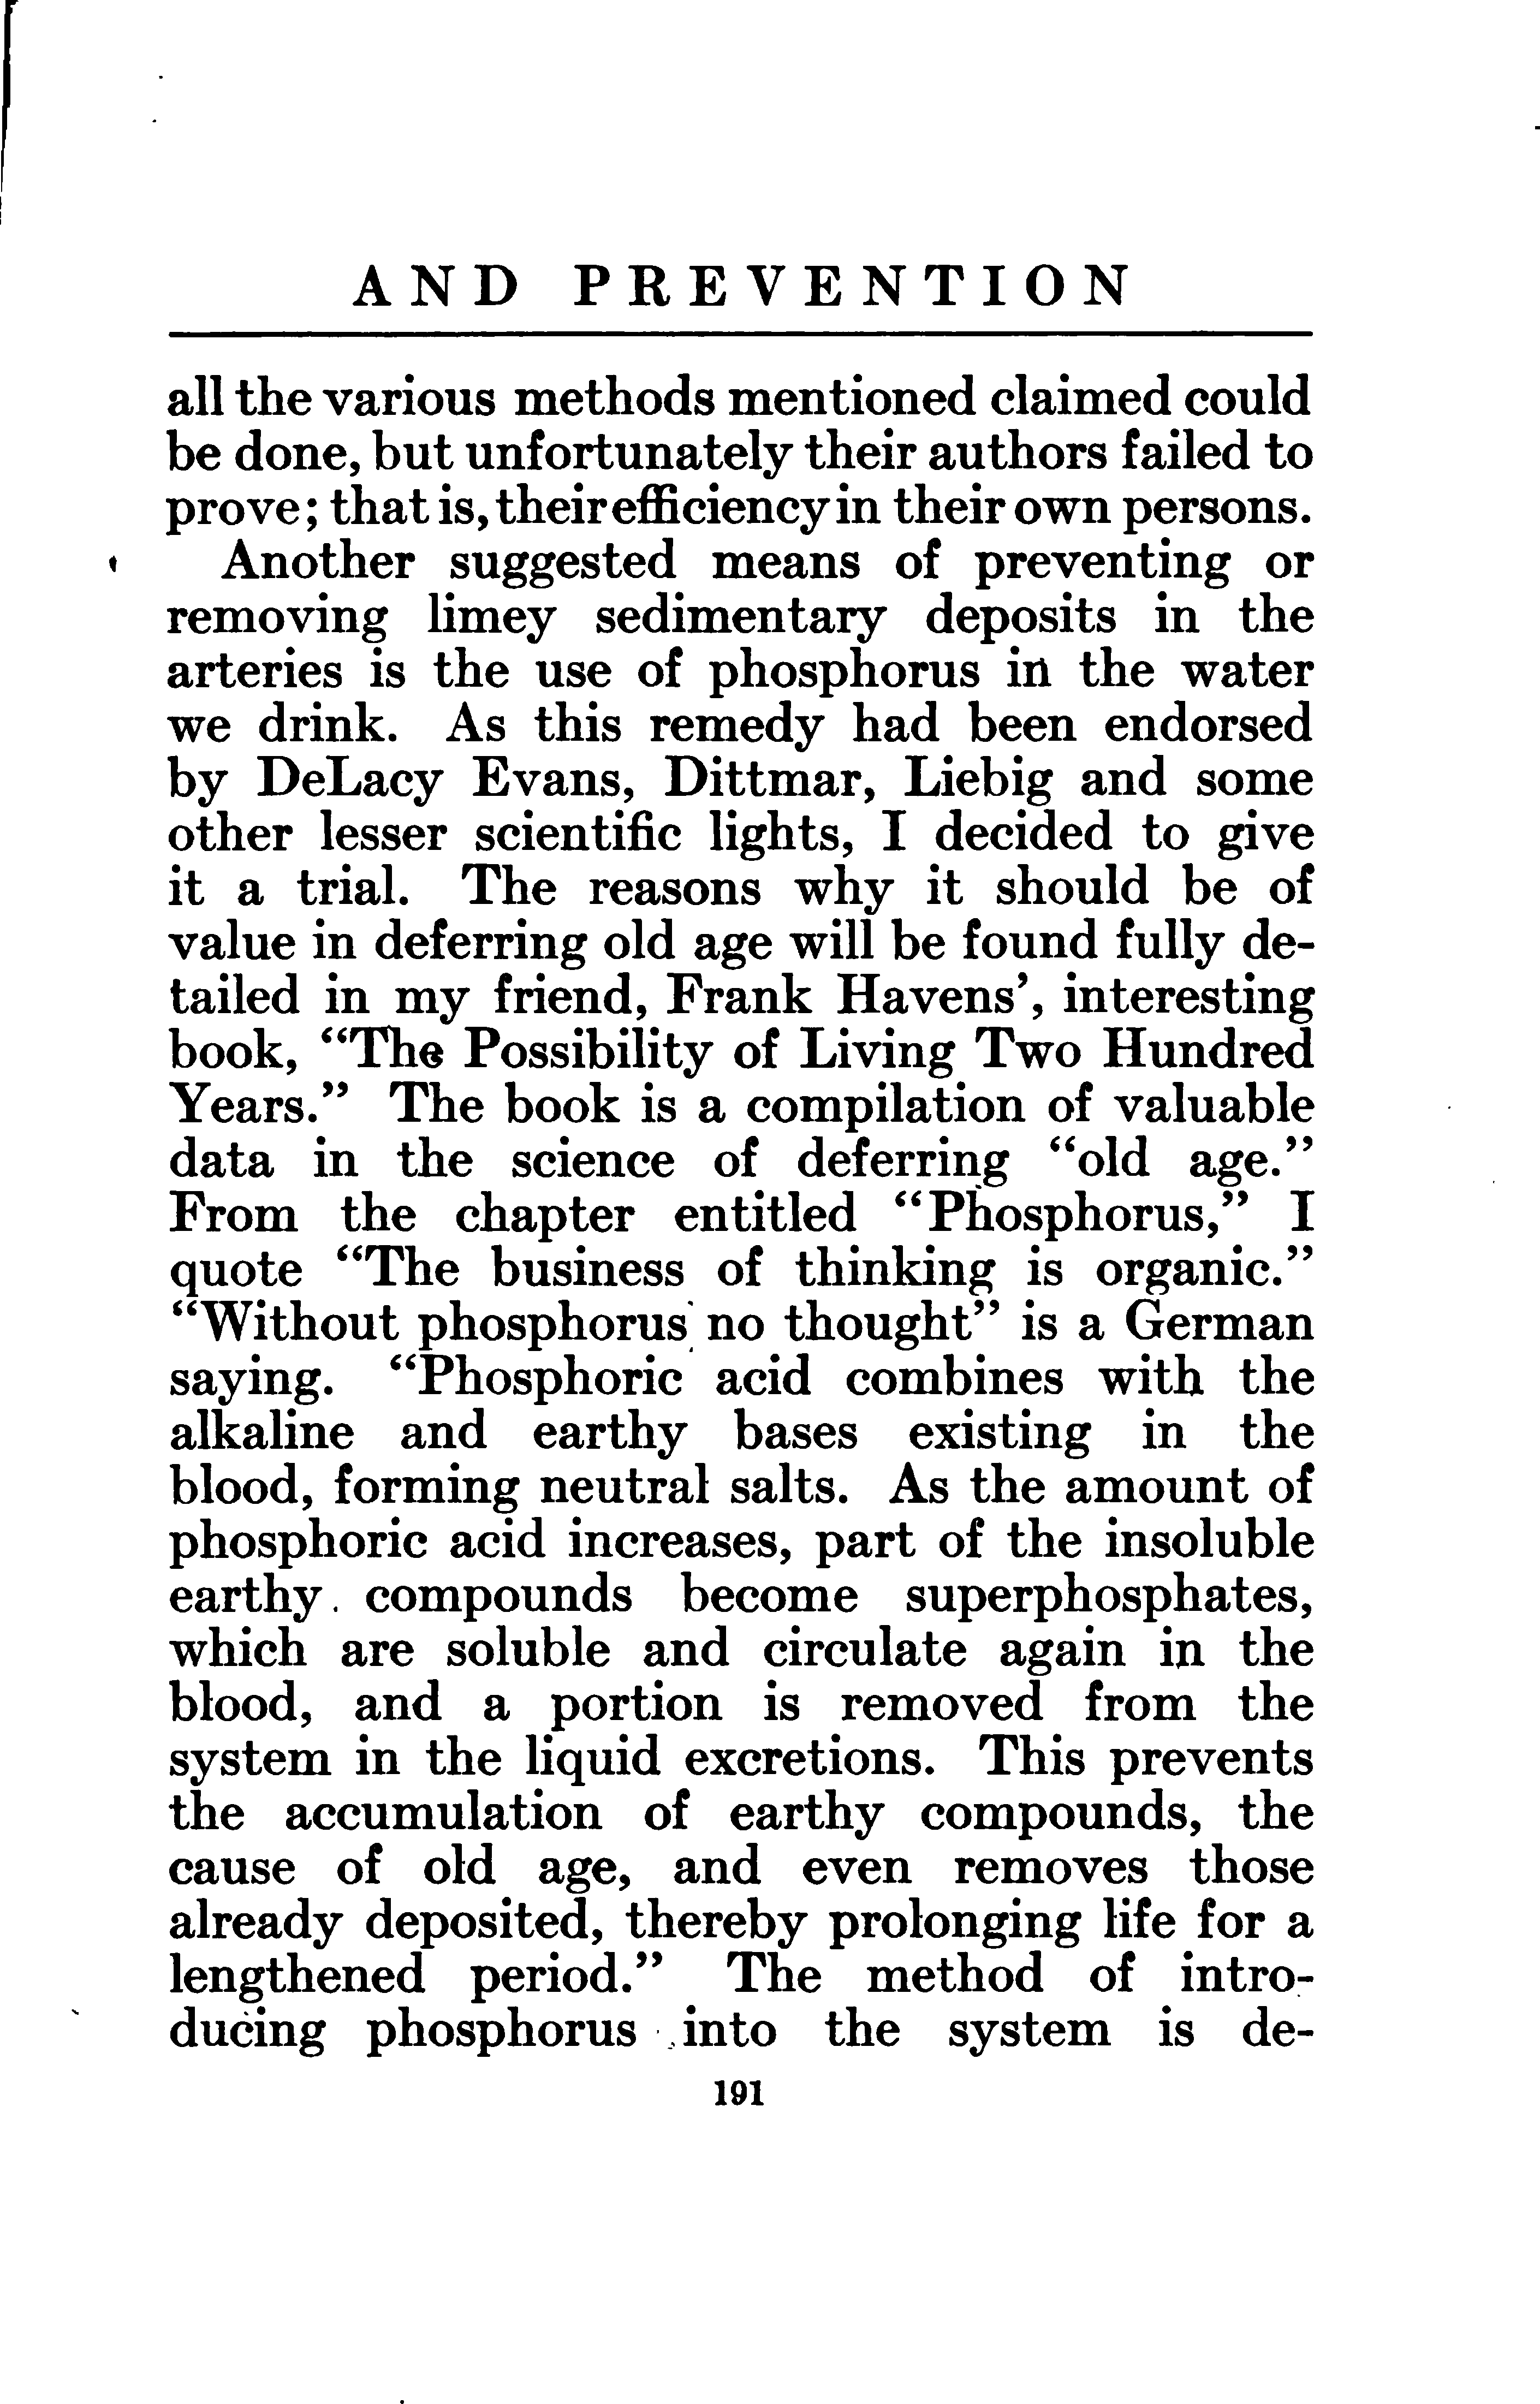 AND PREVENTION
all the various methods mentioned claimed could
be done, but unfortunately their authors failed to
prove; that is, their efficiency in their own persons.
Another suggested means of preventing or
removing limey sedimentary deposits in the
arteries is the use of phosphorus in the water
we drink. As this remedy had been endorsed
by DeLacy Evans, Dittmar, Liebig and some
other lesser scientific lights, I decided to give
it a trial. The reasons why it should be of
value in deferring old age will be found fully de-
tailed in my friend, Frank Havens', interesting
book, “The Possibility of Living Two Hundred
Years.” The book is a compilation of valuable
data in the science of deferring “old age.”
From the chapter entitled “Phosphorus,” I
quote “The business of thinking is organic.”
“Without phosphorus no thought” is a German
saying. “Phosphoric acid combines with the
alkaline and earthy bases existing in the
blood, forming neutral salts. As the amount of
phosphoric acid increases, part of the insoluble
earthy compounds become superphosphates,
which are soluble and circulate again in the
blood, and a portion is removed from the
system in the liquid excretions. This prevents
the accumulation of earthy compounds, the
cause of old age, and even removes those
already deposited, thereby prolonging life for a
lengthened period.” The method of intro-
ducing phosphorus into the system is de-
191